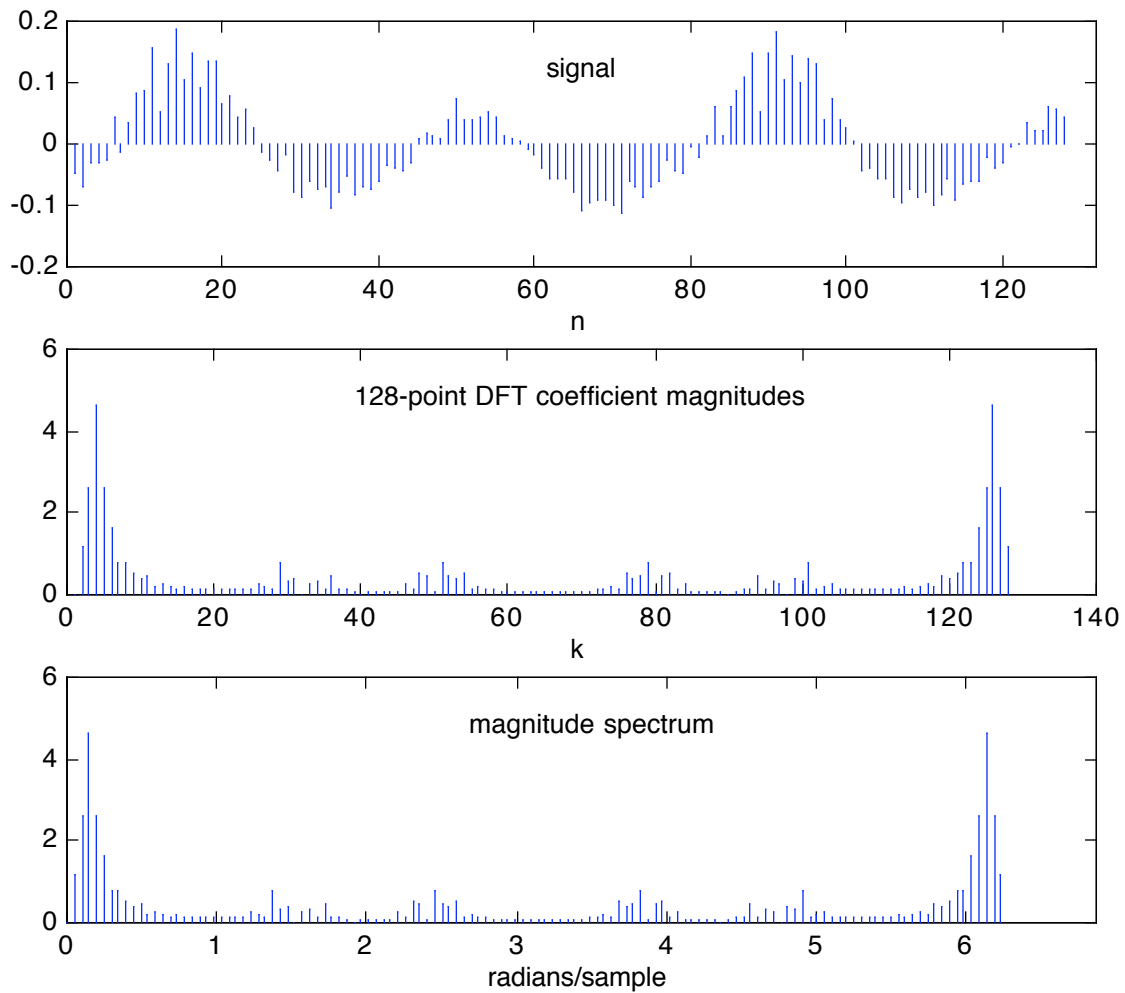 0.2
0.1
0
-0.1
-0.2
signal
0 20 40 60 80 100 120
n
6
4
2
0
128-point DFT coefficient magnitudes
0 20 40 60 80 100 120 140
k
6
4
2
0
magnitude spectrum
0 1 2 3 4 5 6
radians/sample